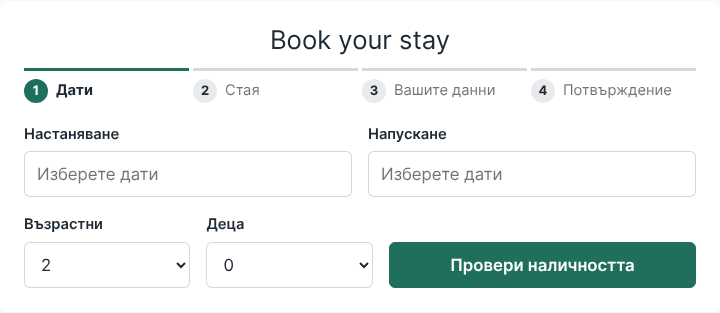 Book your stay
1 Дати 2 Стая 3 Вашите данни 4 Потвърждение
Настаняване Напускане
Изберете дати Изберете дати
Възрастни Деца
2 0 Провери наличността